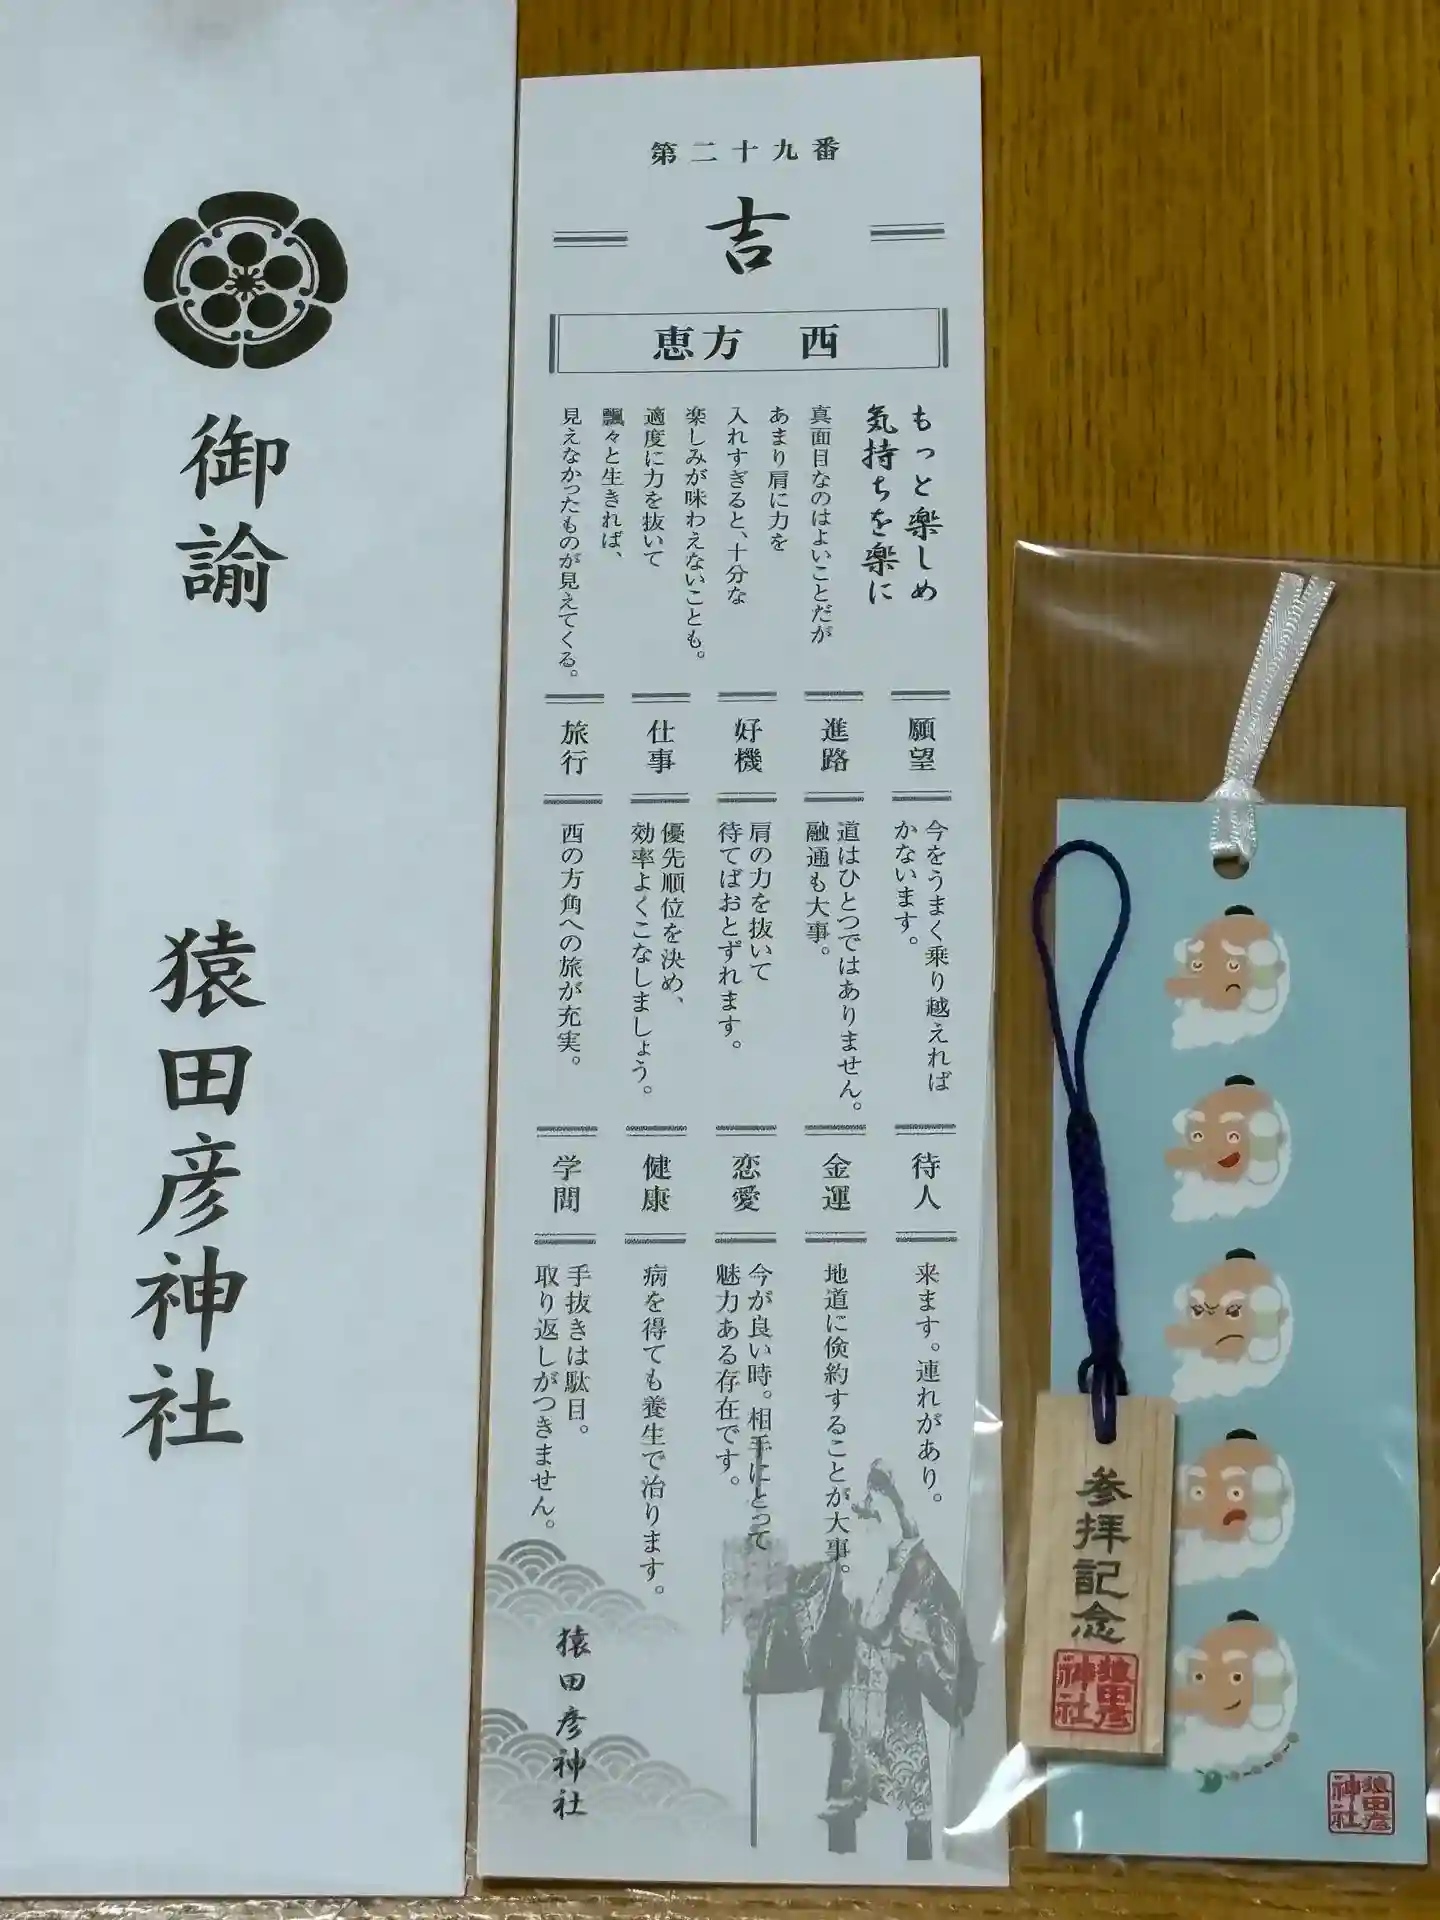 御諭
猿田彦神社
第二十九番
吉
恵方 西
もっと楽しめ
気持ちを楽に
真面目なのはよいことだが
あまり肩に力を
入れすぎると、十分な
楽しみが味わえないことも。
適度に力を抜いて
飄々と生きれば、
見えなかったものが見えてくる。
願望
今をうまく乗り越えれば
かないます。
進路
道はひとつではありません。
融通も大事。
好機
肩の力を抜いて
待てばおとずれます。
仕事
優先順位を決め、
効率よくこなしましょう。
旅行
西の方角への旅が充実。
待人
来ます。連れがあり。
金運
地道に倹約することが大事。
恋愛
今が良い時。相手にとって
魅力ある存在です。
健康
病を得ても養生で治ります。
学問
手抜きは駄目。
取り返しがつきません。
猿田彦神社
参拝記念
猿田彦
神社
猿田彦
神社